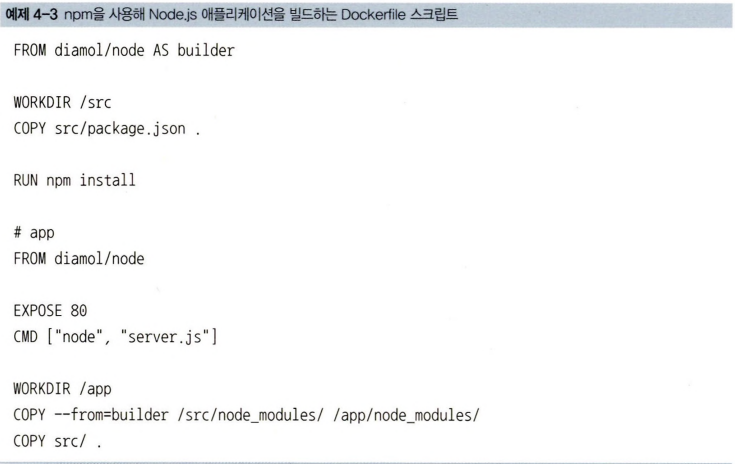 예제 4-3 npm을 사용해 Node.js 애플리케이션을 빌드하는 Dockerfile 스크립트
FROM diamol/node AS builder
WORKDIR /src
COPY src/package.json .
RUN npm install
# app
FROM diamol/node
EXPOSE 80
CMD ["node", "server.js"]
WORKDIR /app
COPY --from=builder /src/node_modules/ /app/node_modules/
COPY src/ .